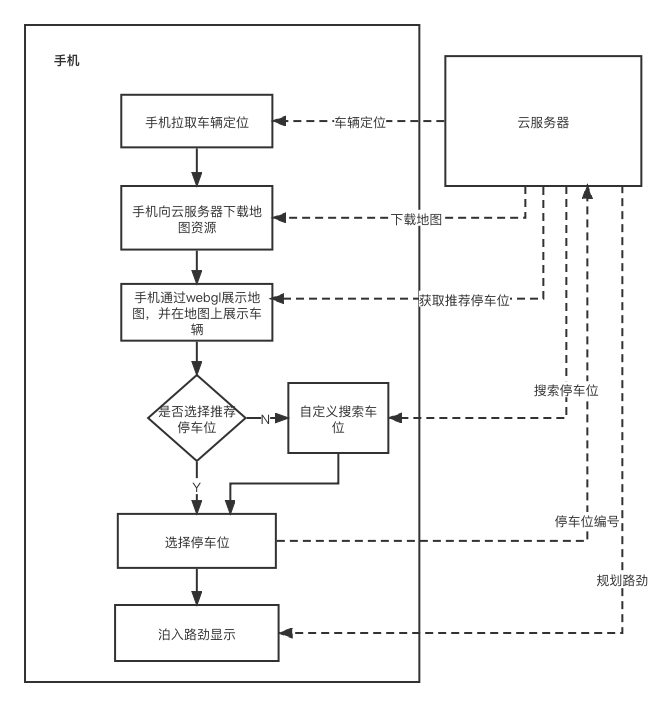 手机
手机拉取车辆定位
车辆定位
云服务器
手机向云服务器下载地
图资源
下载地图
手机通过webgl展示地
图，并在地图上展示车
辆
获取推荐停车位
是否选择推荐
停车位
N
自定义搜索车
位
搜索停车位
Y
选择停车位
停车位编号
规划路劲
泊入路劲显示